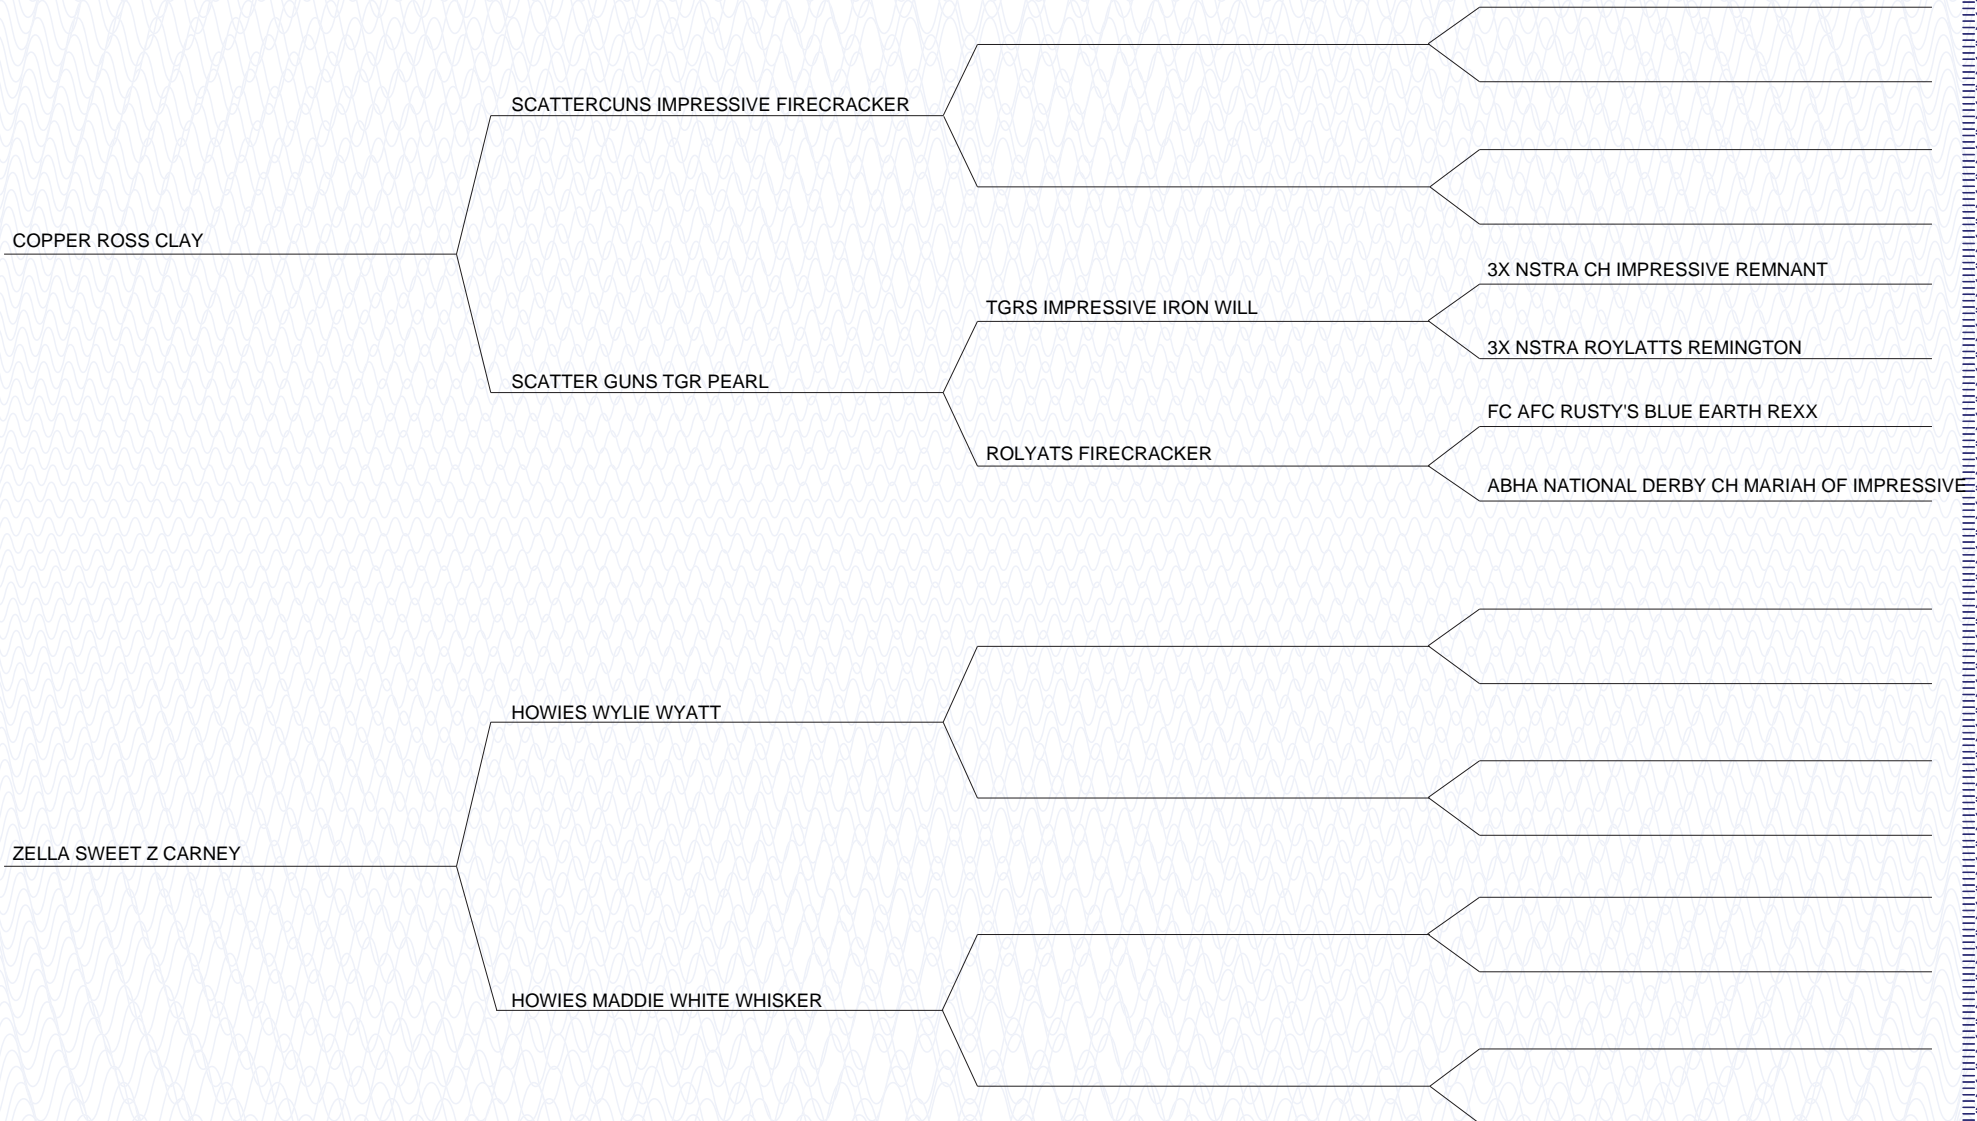 SCATTERCUNS IMPRESSIVE FIRECRACKER
COPPER ROSS CLAY
3X NSTRA CH IMPRESSIVE REMNANT
TGRS IMPRESSIVE IRON WILL
3X NSTRA ROYLATTS REMINGTON
SCATTER GUNS TGR PEARL
FC AFC RUSTY'S BLUE EARTH REXX
ROLYATS FIRECRACKER
ABHA NATIONAL DERBY CH MARIAH OF IMPRESSIVE
HOWIES WYLIE WYATT
ZELLA SWEET Z CARNEY
HOWIES MADDIE WHITE WHISKER